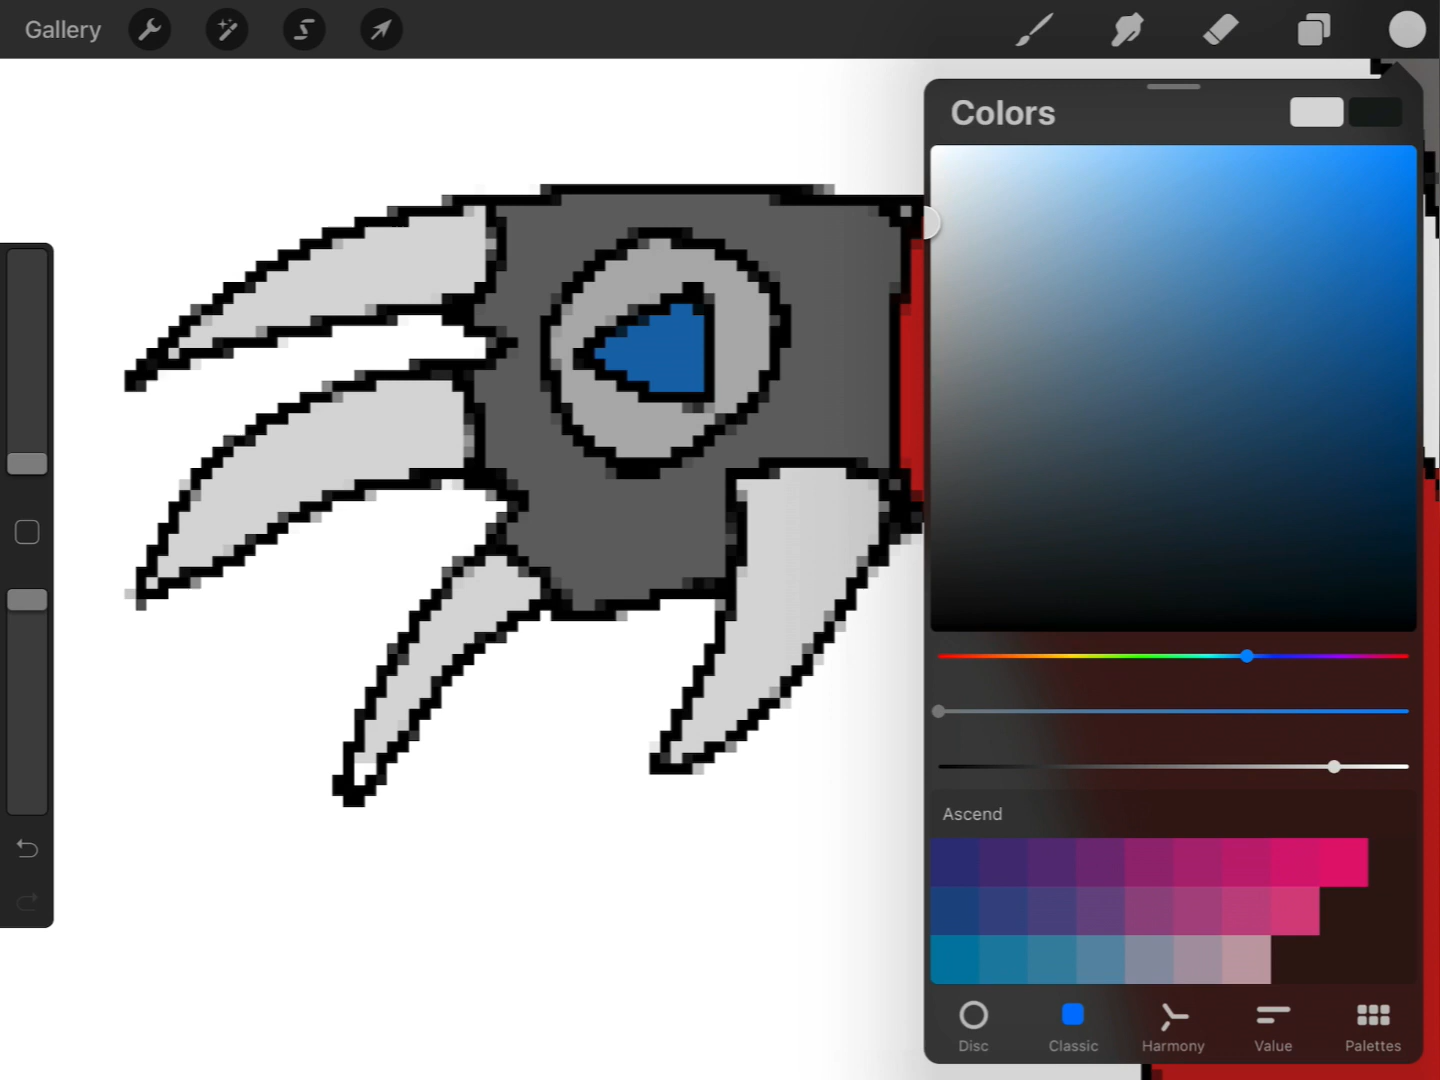 Gallery
Colors
Ascend
Disc
Classic
Harmony
Value
Palettes